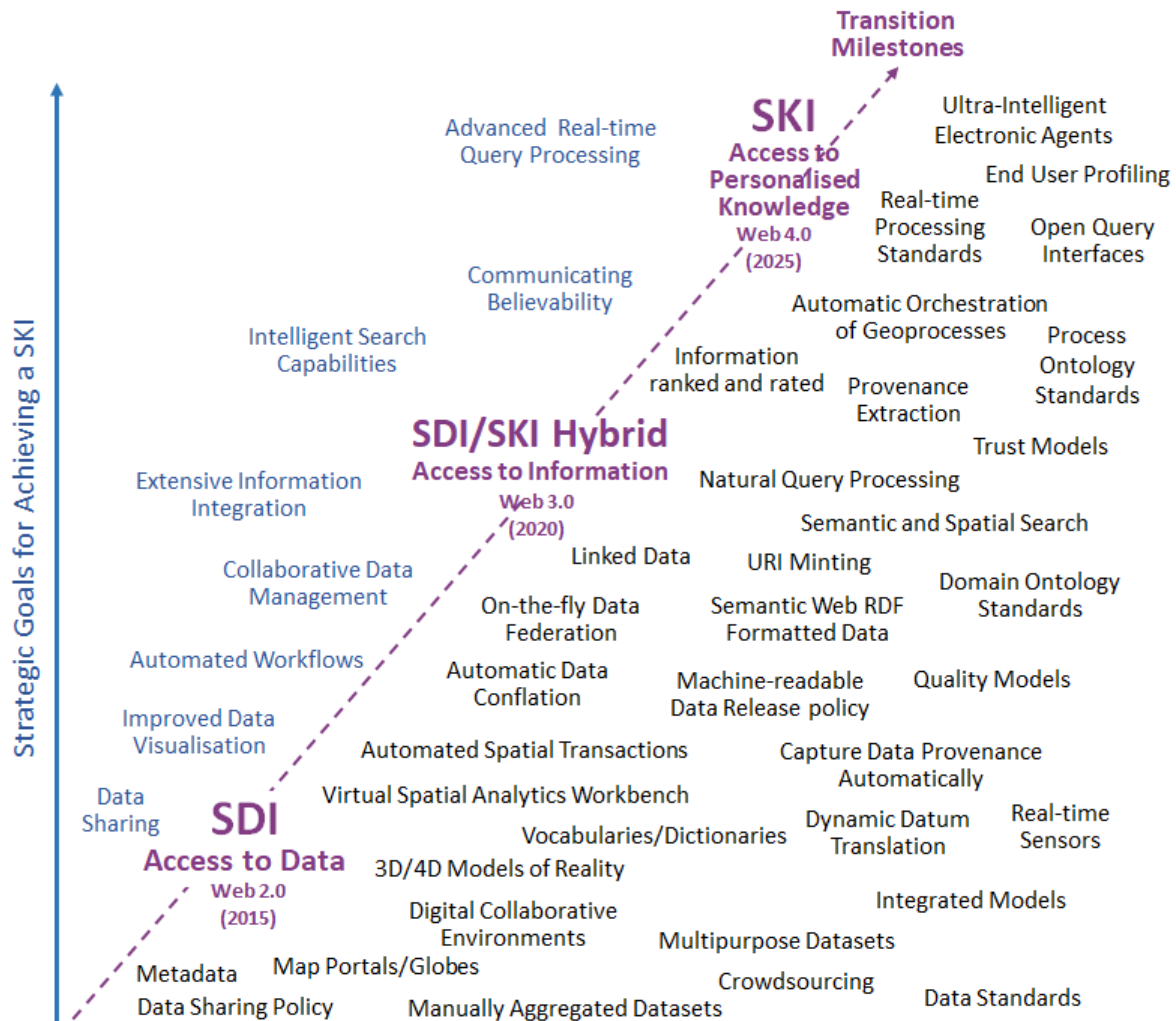 Transition
Milestones
SKI
Access to
Personalised
Knowledge
Web 4.0
(2025)
Ultra-Intelligent
Electronic Agents
End User Profiling
Real-time
Processing
Standards
Open Query
Interfaces
Advanced Real-time
Query Processing
Communicating
Believability
Intelligent Search
Capabilities
Automatic Orchestration
of Geoprocesses
Process
Ontology
Standards
Information
ranked and rated
Provenance
Extraction
Trust Models
SDI/SKI Hybrid
Access to Information
Web 3.0
(2020)
Extensive Information
Integration
Natural Query Processing
Semantic and Spatial Search
Collaborative Data
Management
Linked Data
URI Minting
Domain Ontology
Standards
On-the-fly Data
Federation
Semantic Web RDF
Formatted Data
Automated Workflows
Automatic Data
Conflation
Machine-readable
Data Release policy
Quality Models
Improved Data
Visualisation
Automated Spatial Transactions
Capture Data Provenance
Automatically
Data
Sharing
SDI
Access to Data
Web 2.0
(2015)
Virtual Spatial Analytics Workbench
Vocabularies/Dictionaries
Dynamic Datum
Translation
Real-time
Sensors
3D/4D Models of Reality
Integrated Models
Digital Collaborative
Environments
Multipurpose Datasets
Metadata
Map Portals/Globes
Crowdsourcing
Data Sharing Policy
Manually Aggregated Datasets
Data Standards
Strategic Goals for Achieving a SKI